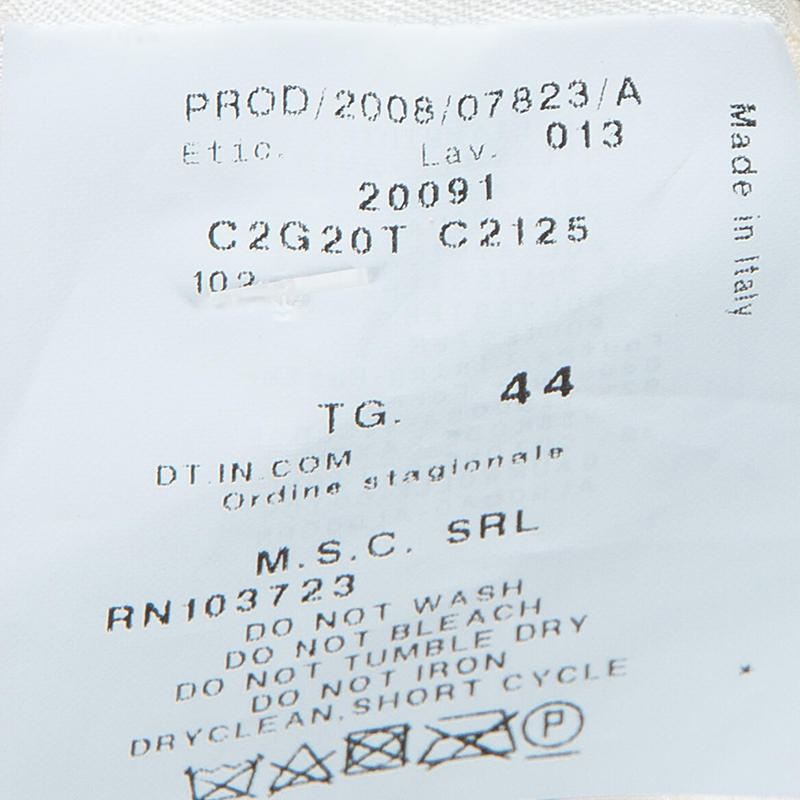 PROD/2008/07823/A
Etic. Lav. 013
20091
C2G20T C2125
TG. 44
DT.IN.COM
Ordine stagionale
M.S.C. SRL
RN103723
DO NOT WASH
DO NOT BLEACH
DO NOT TUMBLE DRY
DO NOT IRON
DRYCLEAN,SHORT CYCLE
P
Made in Italy